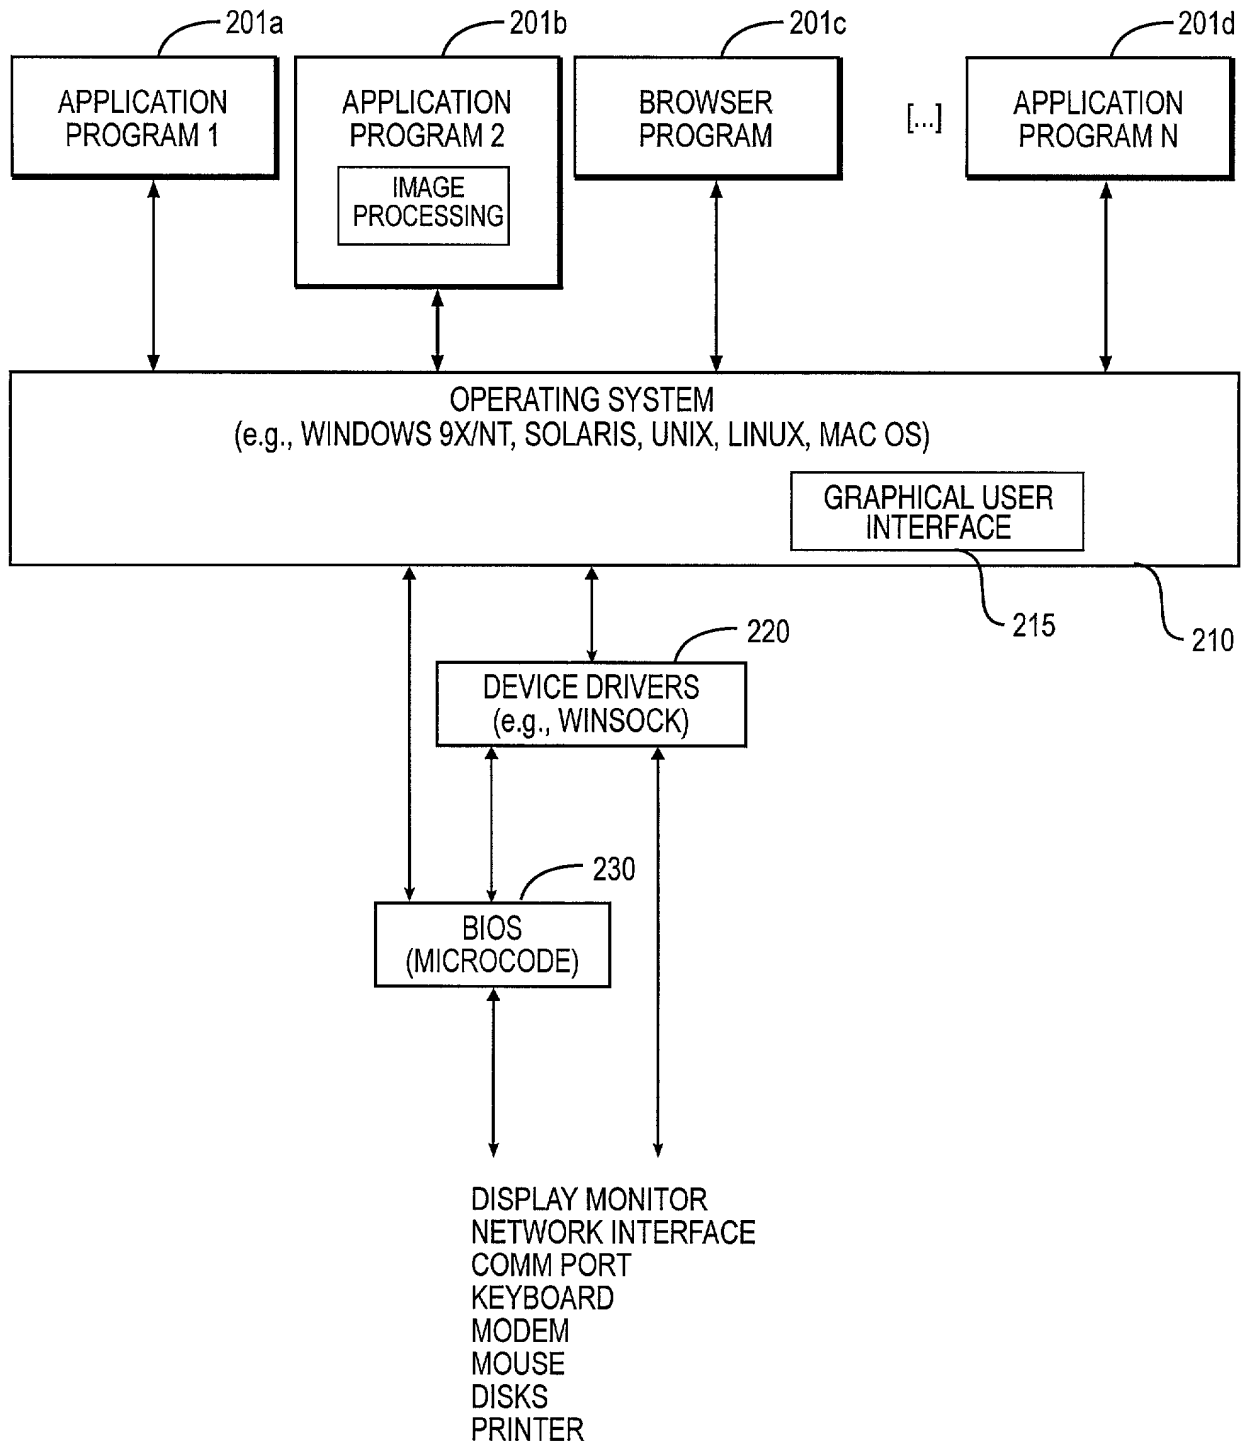 201a
201b
201c
201d
APPLICATION
PROGRAM 1
APPLICATION
PROGRAM 2
IMAGE
PROCESSING
BROWSER
PROGRAM
[...]
APPLICATION
PROGRAM N
OPERATING SYSTEM
(e.g., WINDOWS 9X/NT, SOLARIS, UNIX, LINUX, MAC OS)
GRAPHICAL USER
INTERFACE
215
210
220
DEVICE DRIVERS
(e.g., WINSOCK)
230
BIOS
(MICROCODE)
DISPLAY MONITOR
NETWORK INTERFACE
COMM PORT
KEYBOARD
MODEM
MOUSE
DISKS
PRINTER